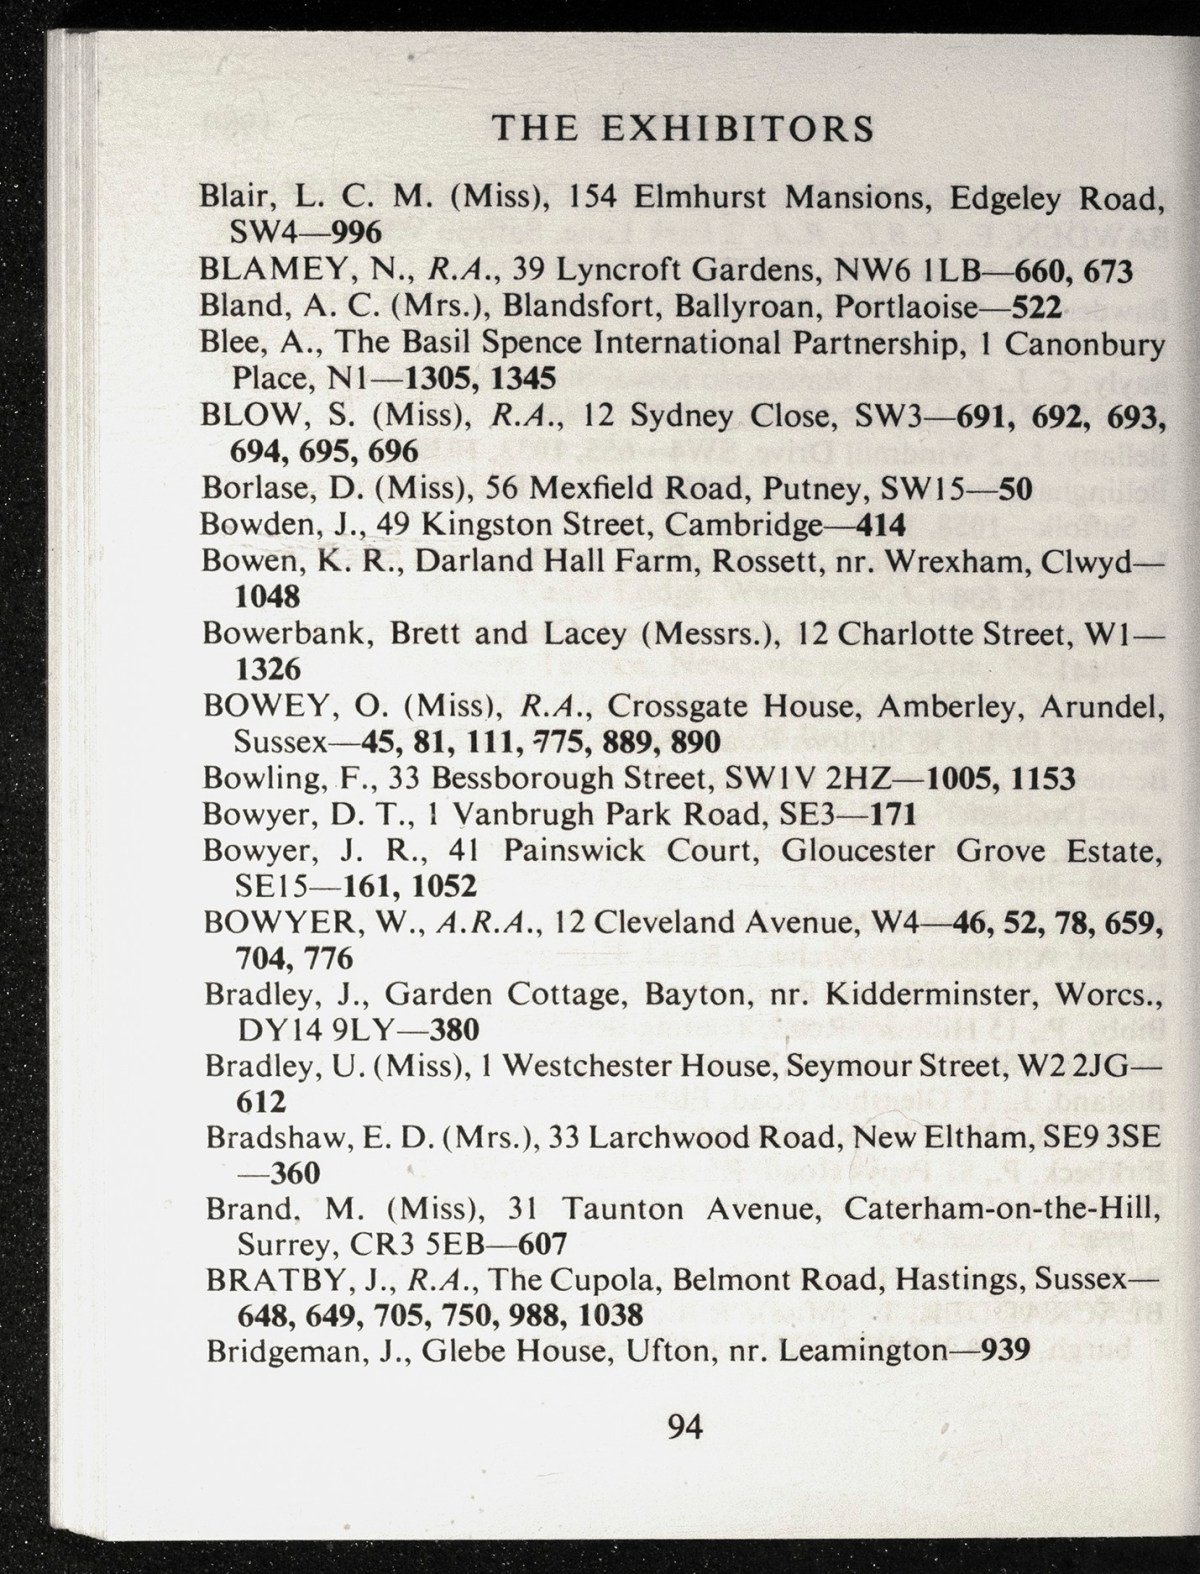 THE EXHIBITORS
Blair, L. C. M. (Miss), 154 Elmhurst Mansions, Edgeley Road,
SW4—996
BLAMEY, N., R.A., 39 Lyncroft Gardens, NW6 1LB—660, 673
Bland, A. C. (Mrs.), Blandsfort, Ballyroan, Portlaoise—522
Blee, A., The Basil Spence International Partnership, 1 Canonbury
Place, N1—1305, 1345
BLOW, S. (Miss), R.A., 12 Sydney Close, SW3—691, 692, 693,
694, 695, 696
Borlase, D. (Miss), 56 Mexfield Road, Putney, SW15—50
Bowden, J., 49 Kingston Street, Cambridge—414
Bowen, K. R., Darland Hall Farm, Rossett, nr. Wrexham, Clwyd—
1048
Bowerbank, Brett and Lacey (Messrs.), 12 Charlotte Street, W1—
1326
BOWEY, O. (Miss), R.A., Crossgate House, Amberley, Arundel,
Sussex—45, 81, 111, 775, 889, 890
Bowling, F., 33 Bessborough Street, SW1V 2HZ—1005, 1153
Bowyer, D. T., 1 Vanbrugh Park Road, SE3—171
Bowyer, J. R., 41 Painswick Court, Gloucester Grove Estate,
SE15—161, 1052
BOWYER, W., A.R.A., 12 Cleveland Avenue, W4—46, 52, 78, 659,
704, 776
Bradley, J., Garden Cottage, Bayton, nr. Kidderminster, Worcs.,
DY14 9LY—380
Bradley, U. (Miss), 1 Westchester House, Seymour Street, W2 2JG—
612
Bradshaw, E. D. (Mrs.), 33 Larchwood Road, New Eltham, SE9 3SE
—360
Brand. M. (Miss), 31 Taunton Avenue, Caterham-on-the-Hill,
Surrey, CR3 5EB—607
BRATBY, J., R.A., The Cupola, Belmont Road, Hastings, Sussex—
648, 649, 705, 750, 988, 1038
Bridgeman, J., Glebe House, Ufton, nr. Leamington—939
94